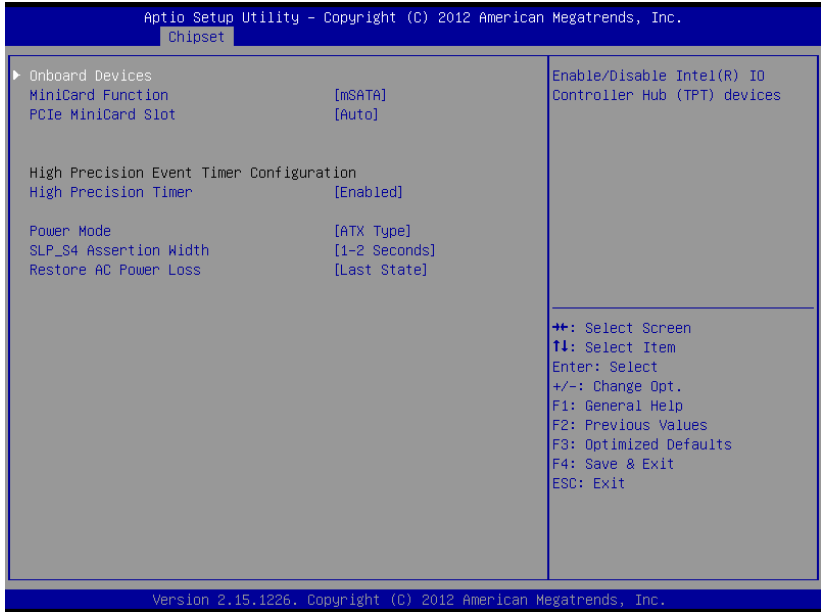 Aptio Setup Utility – Copyright (C) 2012 American Megatrends, Inc.
Chipset
Onboard Devices
MiniCard Function [mSATA]
PCIe MiniCard Slot [Auto]
High Precision Event Timer Configuration
High Precision Timer [Enabled]
Power Mode [ATX Type]
SLP_S4 Assertion Width [1-2 Seconds]
Restore AC Power Loss [Last State]
Enable/Disable Intel(R) IO
Controller Hub (TPT) devices
→←: Select Screen
↑↓: Select Item
Enter: Select
+/-: Change Opt.
F1: General Help
F2: Previous Values
F3: Optimized Defaults
F4: Save & Exit
ESC: Exit
Version 2.15.1226. Copyright (C) 2012 American Megatrends, Inc.